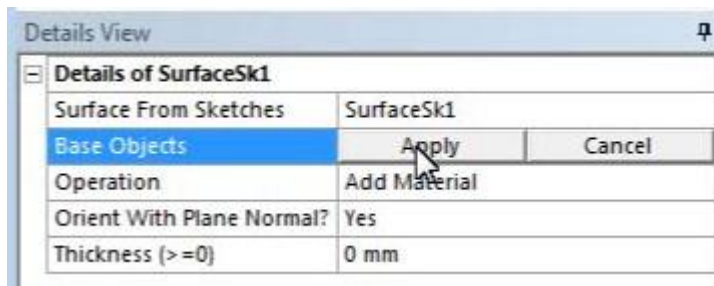 Details View
Details of SurfaceSk1
Surface From Sketches SurfaceSk1
Base Objects Apply Cancel
Operation Add Material
Orient With Plane Normal? Yes
Thickness (>=0) 0 mm